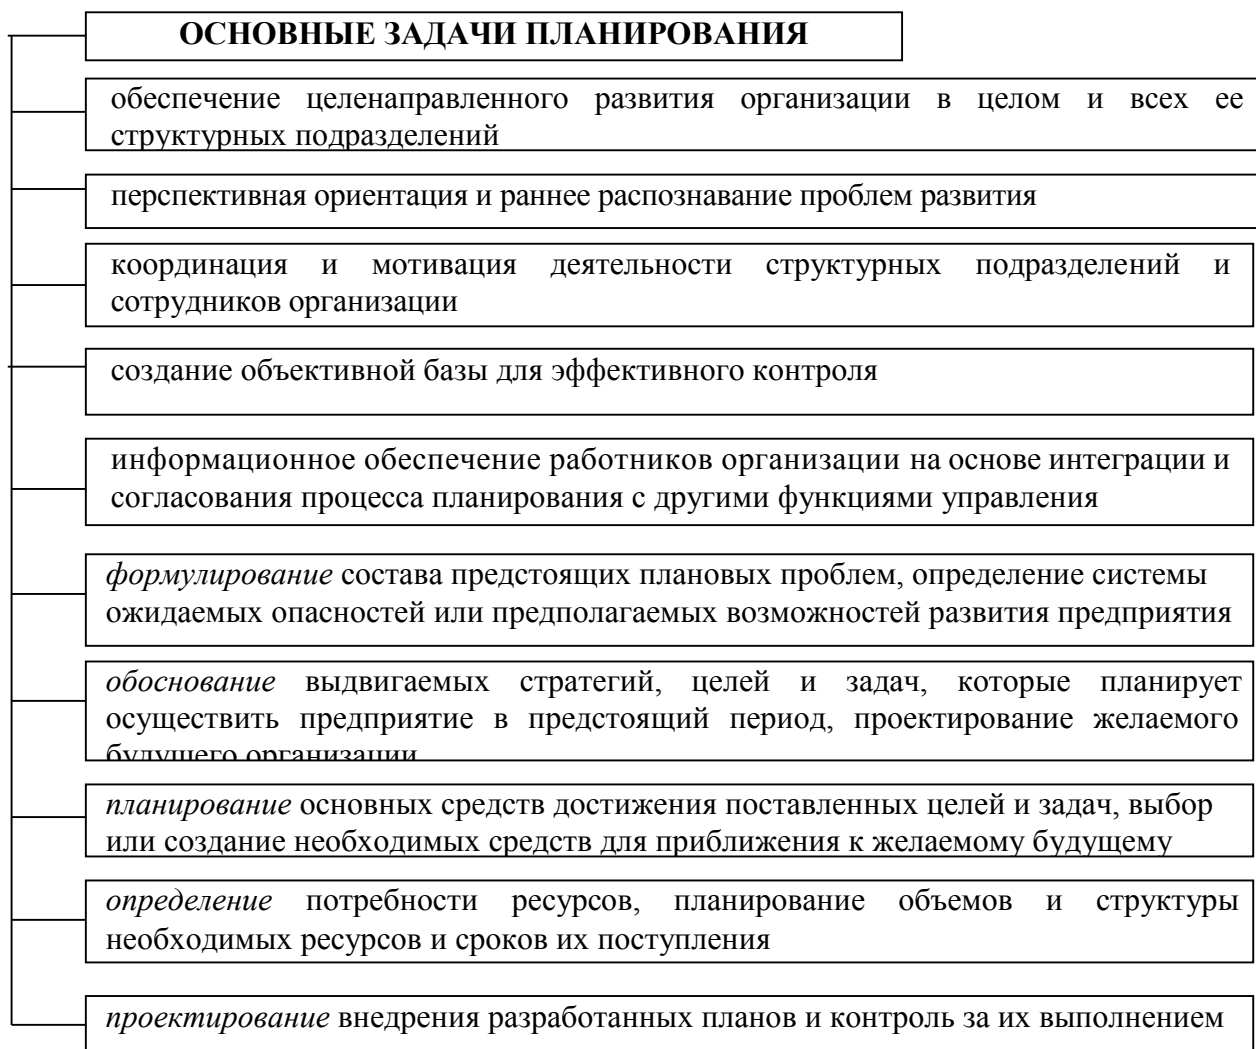 ОСНОВНЫЕ ЗАДАЧИ ПЛАНИРОВАНИЯ
обеспечение целенаправленного развития организации в целом и всех ее
структурных подразделений
перспективная ориентация и раннее распознавание проблем развития
координация и мотивация деятельности структурных подразделений и
сотрудников организации
создание объективной базы для эффективного контроля
информационное обеспечение работников организации на основе интеграции и
согласования процесса планирования с другими функциями управления
формулирование состава предстоящих плановых проблем, определение системы
ожидаемых опасностей или предполагаемых возможностей развития предприятия
обоснование выдвигаемых стратегий, целей и задач, которые планирует
осуществить предприятие в предстоящий период, проектирование желаемого
будущего организации
планирование основных средств достижения поставленных целей и задач, выбор
или создание необходимых средств для приближения к желаемому будущему
определение потребности ресурсов, планирование объемов и структуры
необходимых ресурсов и сроков их поступления
проектирование внедрения разработанных планов и контроль за их выполнением